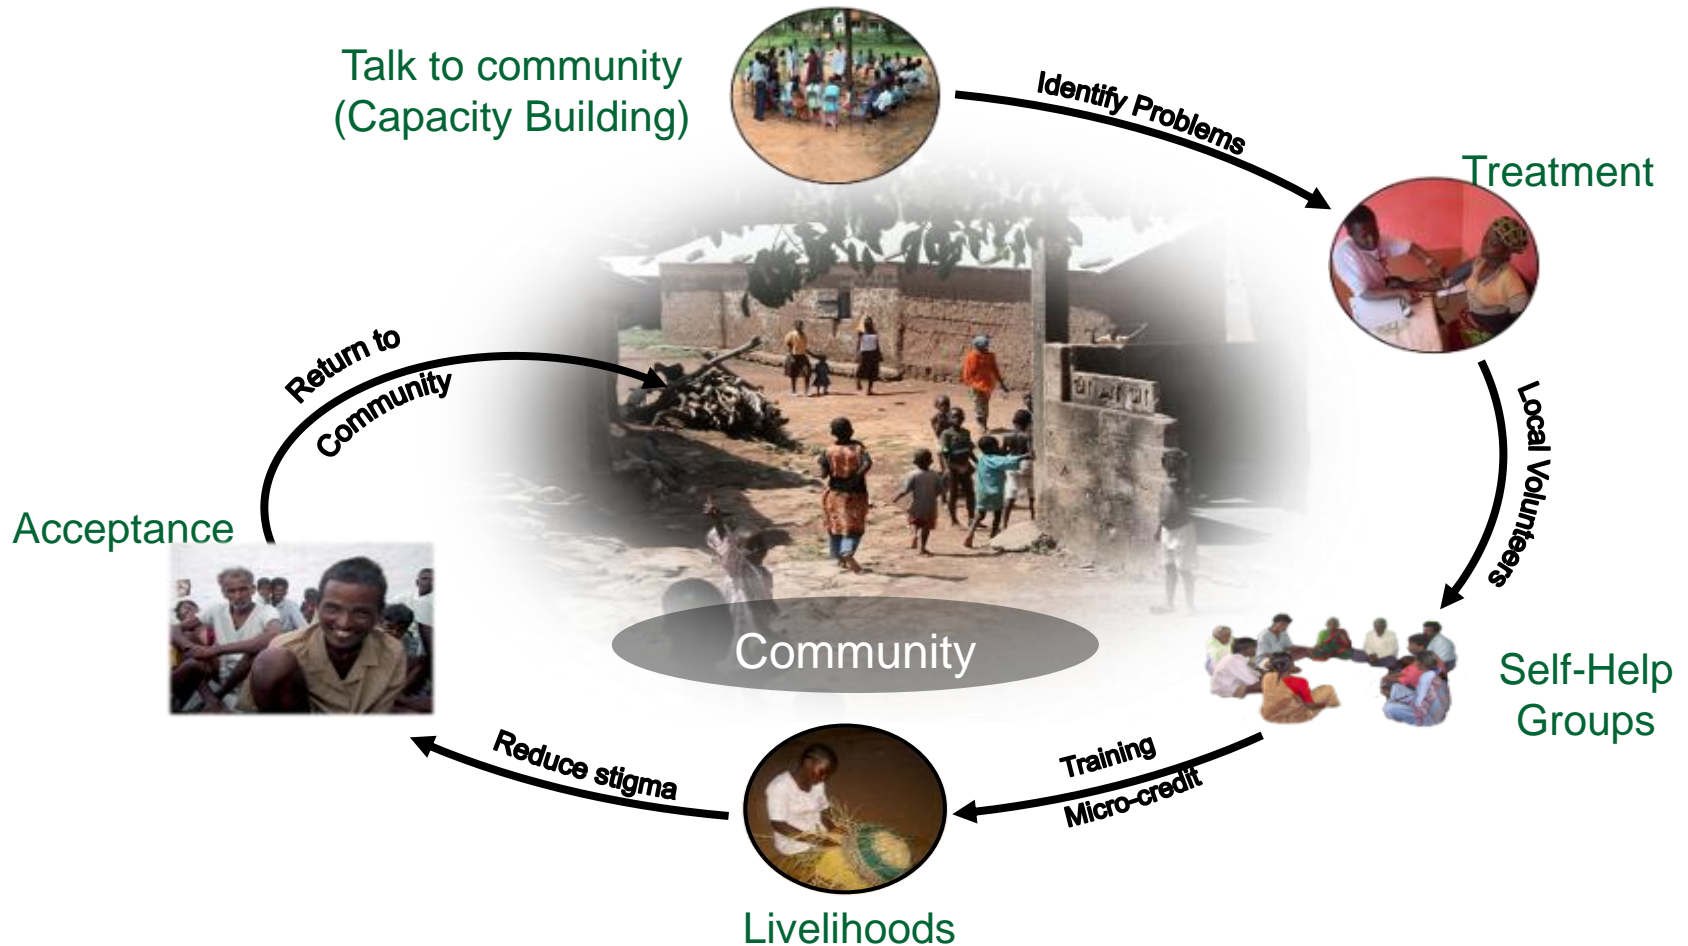 Talk to community
(Capacity Building)
Identify Problems
Treatment
Local Volunteers
Self-Help
Groups
Training
Micro-credit
Livelihoods
Reduce stigma
Acceptance
Return to
Community
Community